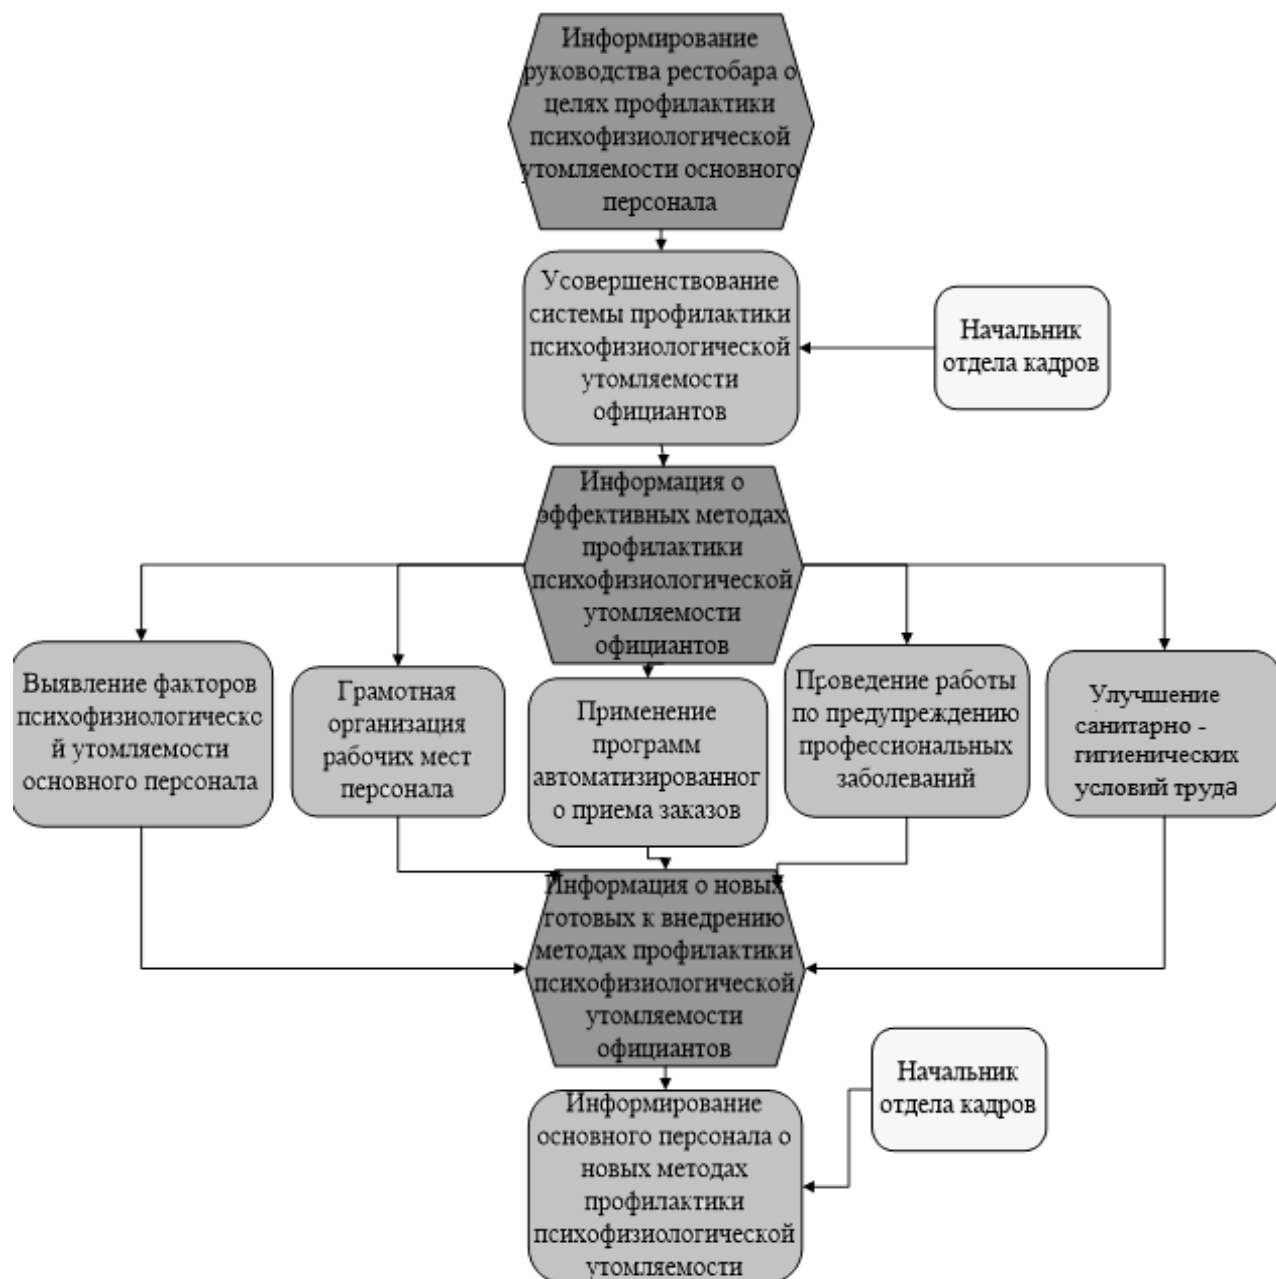 Информирование
руководства рестобара о
целях профилактики
психофизиологической
утомляемости основного
персонала
Усовершенствование
системы профилактики
психофизиологической
утомляемости
официантов
Начальник
отдела кадров
Информация о
эффективных методах
профилактики
психофизиологической
утомляемости
официантов
Выявление факторов
психофизиологическо
й утомляемости
основного персонала
Грамотная
организация
рабочих мест
персонала
Применение
программ
автоматизированног
о приема заказов
Проведение работы
по предупреждению
профессиональных
заболеваний
Улучшение
санитарно -
гигиенических
условий труда
Информация о новых
готовых к внедрению
методах профилактики
психофизиологической
утомляемости
официантов
Начальник
отдела кадров
Информирование
основного персонала о
новых методах
профилактики
психофизиологической
утомляемости